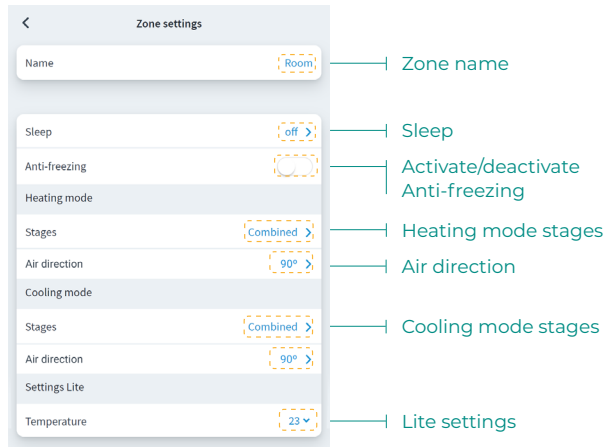 Zone settings
Name Room Zone name
Sleep off Sleep
Anti-freezing Activate/deactivate
Anti-freezing
Heating mode
Stages Combined Heating mode stages
Air direction 90º Air direction
Cooling mode
Stages Combined Cooling mode stages
Air direction 90º
Settings Lite
Temperature 23 Lite settings